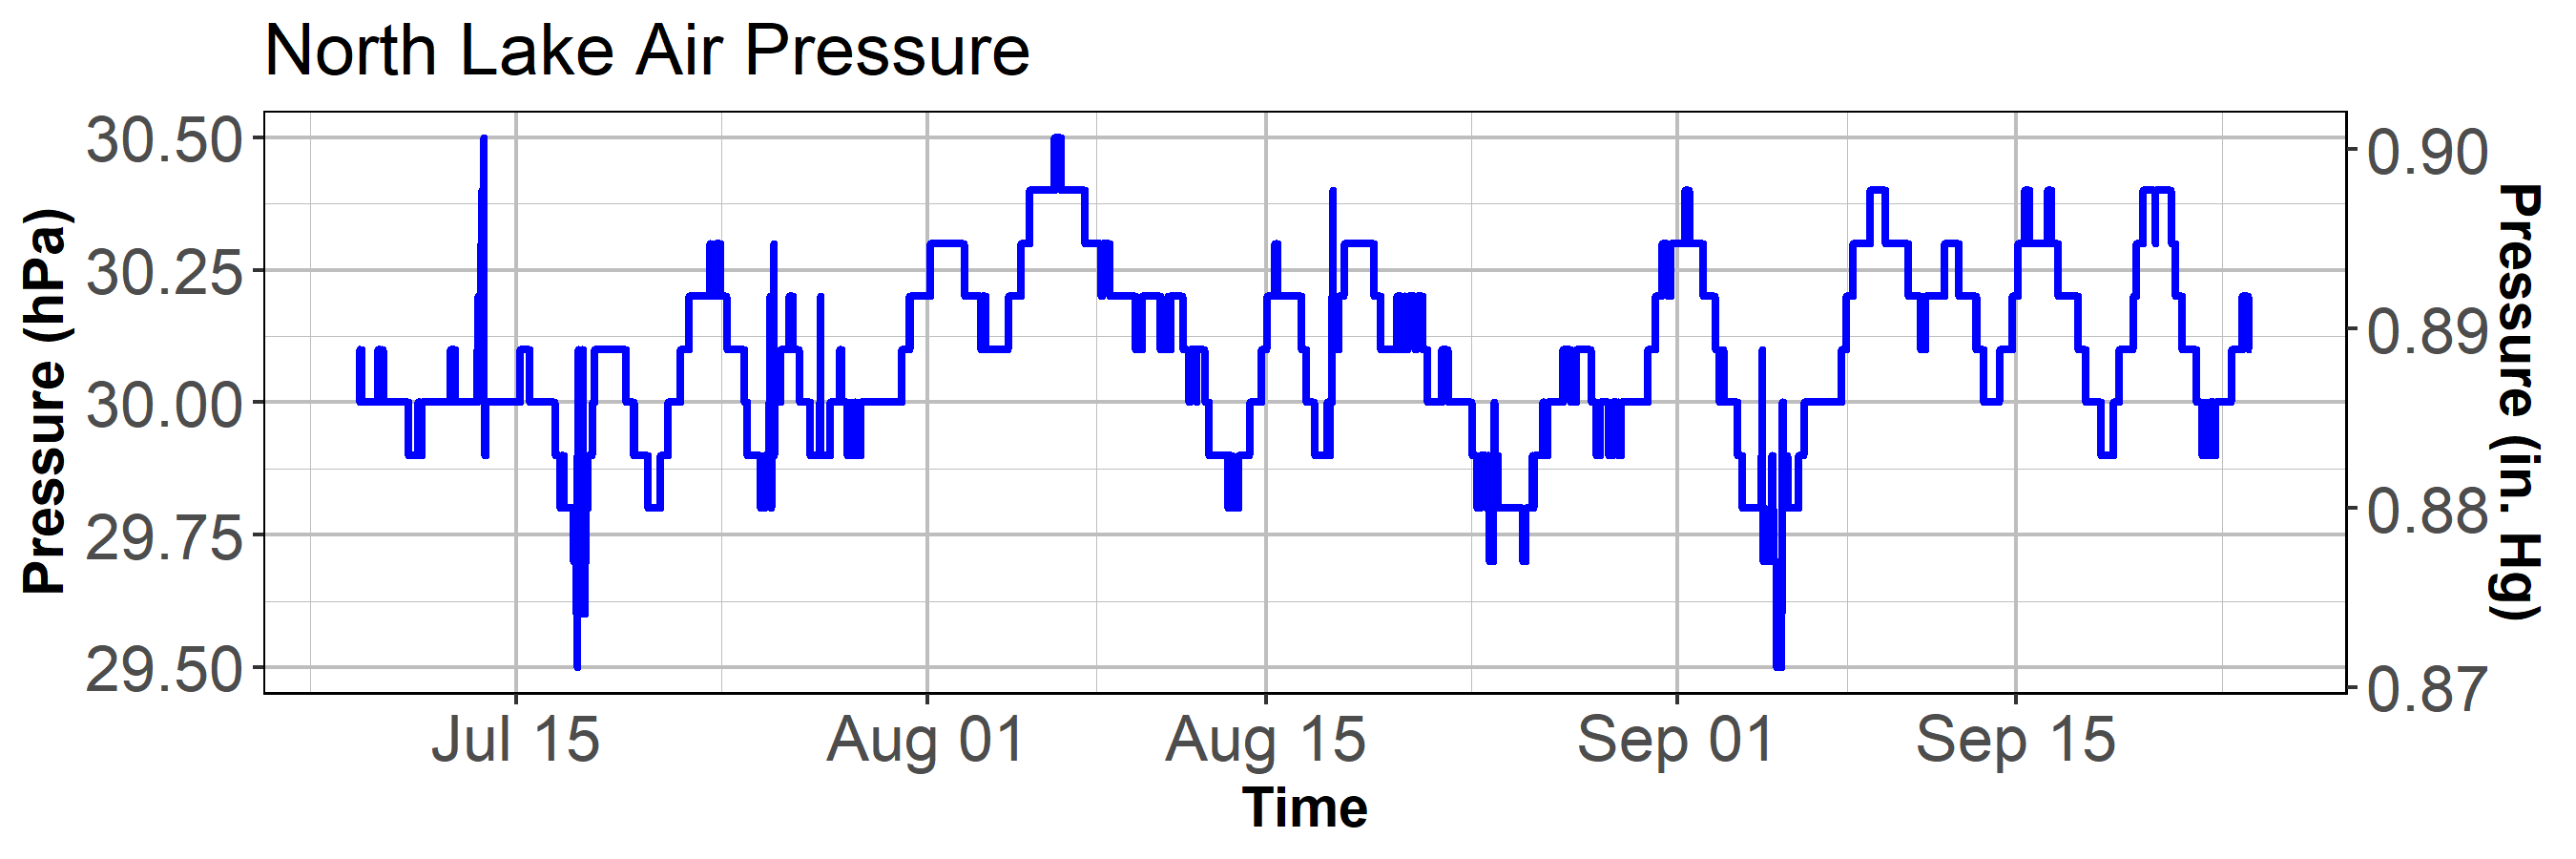 North Lake Air Pressure
Pressure (hPa)
30.50
30.25
30.00
29.75
29.50
0.90
0.89
0.88
0.87
Pressure (in. Hg)
Jul 15 Aug 01 Aug 15 Sep 01 Sep 15
Time